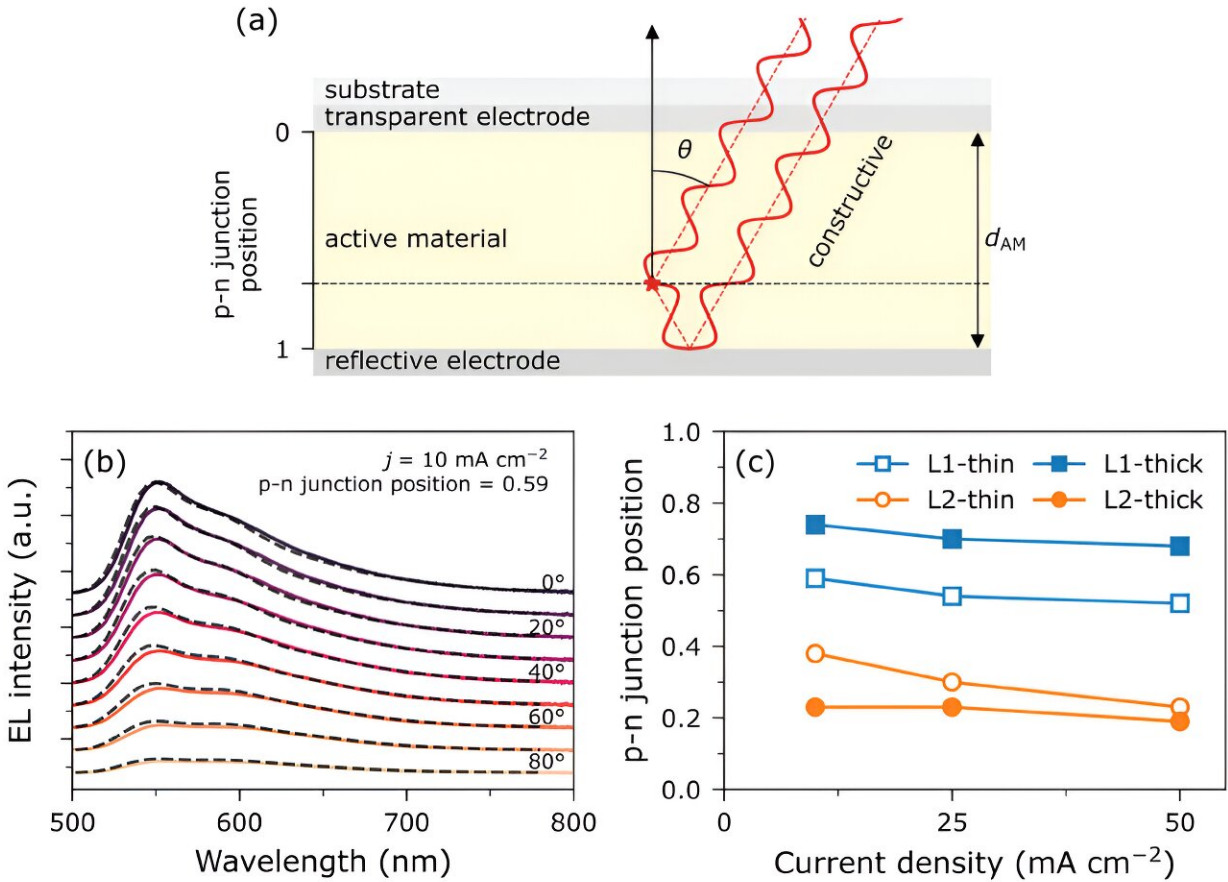 (a)
substrate
transparent electrode
0
θ
active material
constructive
d_AM
p-n junction
position
1
reflective electrode
(b)
j = 10 mA cm⁻²
p-n junction position = 0.59
0°
20°
40°
60°
80°
EL intensity (a.u.)
500
600
700
800
Wavelength (nm)
(c)
L1-thin
L1-thick
L2-thin
L2-thick
1.0
0.8
0.6
0.4
0.2
0.0
p-n junction position
0
25
50
Current density (mA cm⁻²)